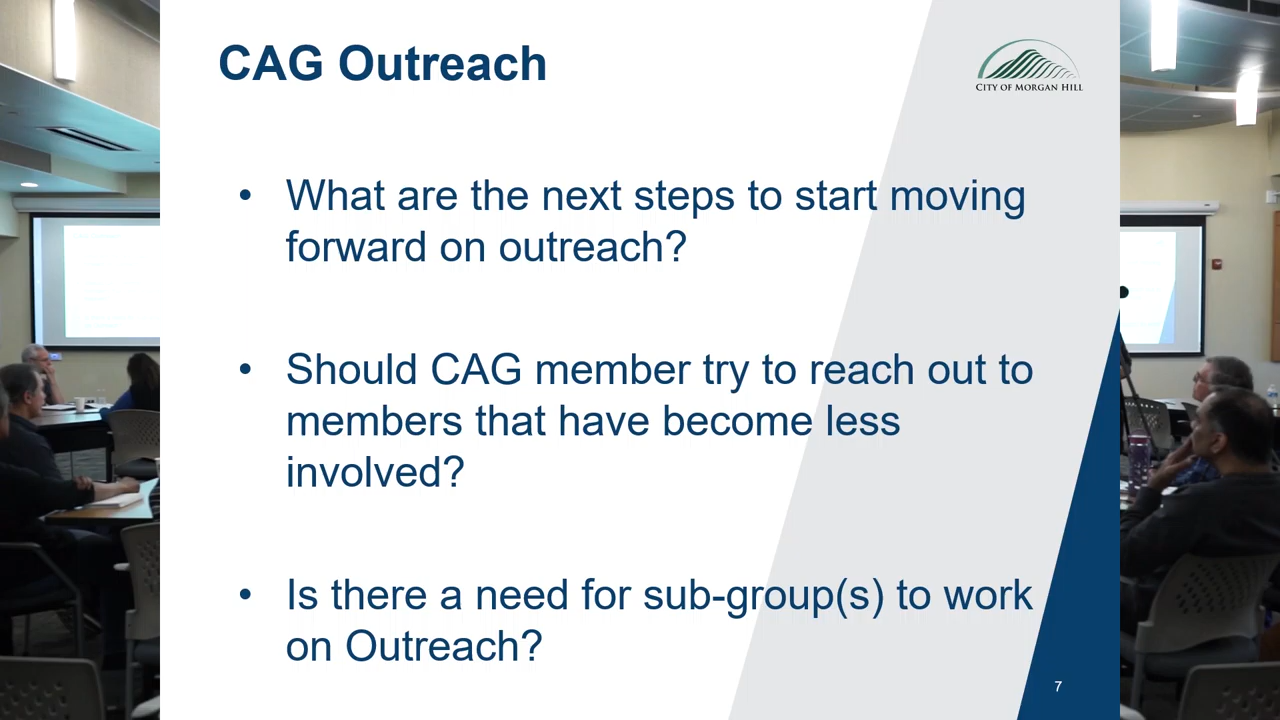 CAG Outreach
CITY OF MORGAN HILL
• What are the next steps to start moving
forward on outreach?
• Should CAG member try to reach out to
members that have become less
involved?
• Is there a need for sub-group(s) to work
on Outreach?
7